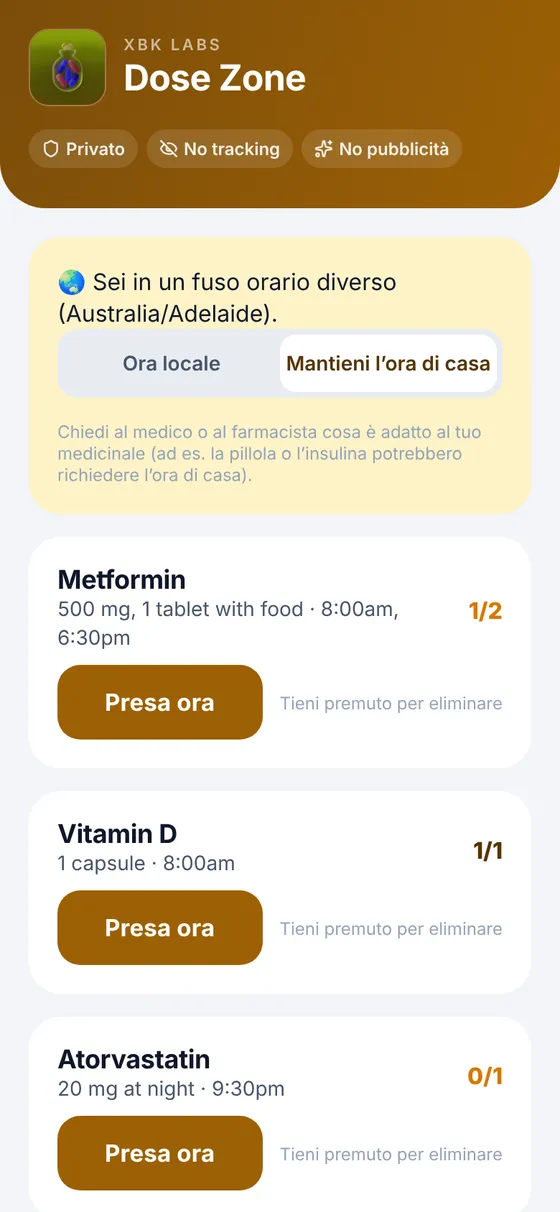 XBK LABS
Dose Zone
Privato
No tracking
No pubblicità
🌏 Sei in un fuso orario diverso
(Australia/Adelaide).
Ora locale
Mantieni l’ora di casa
Chiedi al medico o al farmacista cosa è adatto al tuo
medicinale (ad es. la pillola o l’insulina potrebbero
richiedere l’ora di casa).
Metformin
500 mg, 1 tablet with food · 8:00am,
6:30pm
1/2
Presa ora
Tieni premuto per eliminare
Vitamin D
1 capsule · 8:00am
1/1
Presa ora
Tieni premuto per eliminare
Atorvastatin
20 mg at night · 9:30pm
0/1
Presa ora
Tieni premuto per eliminare